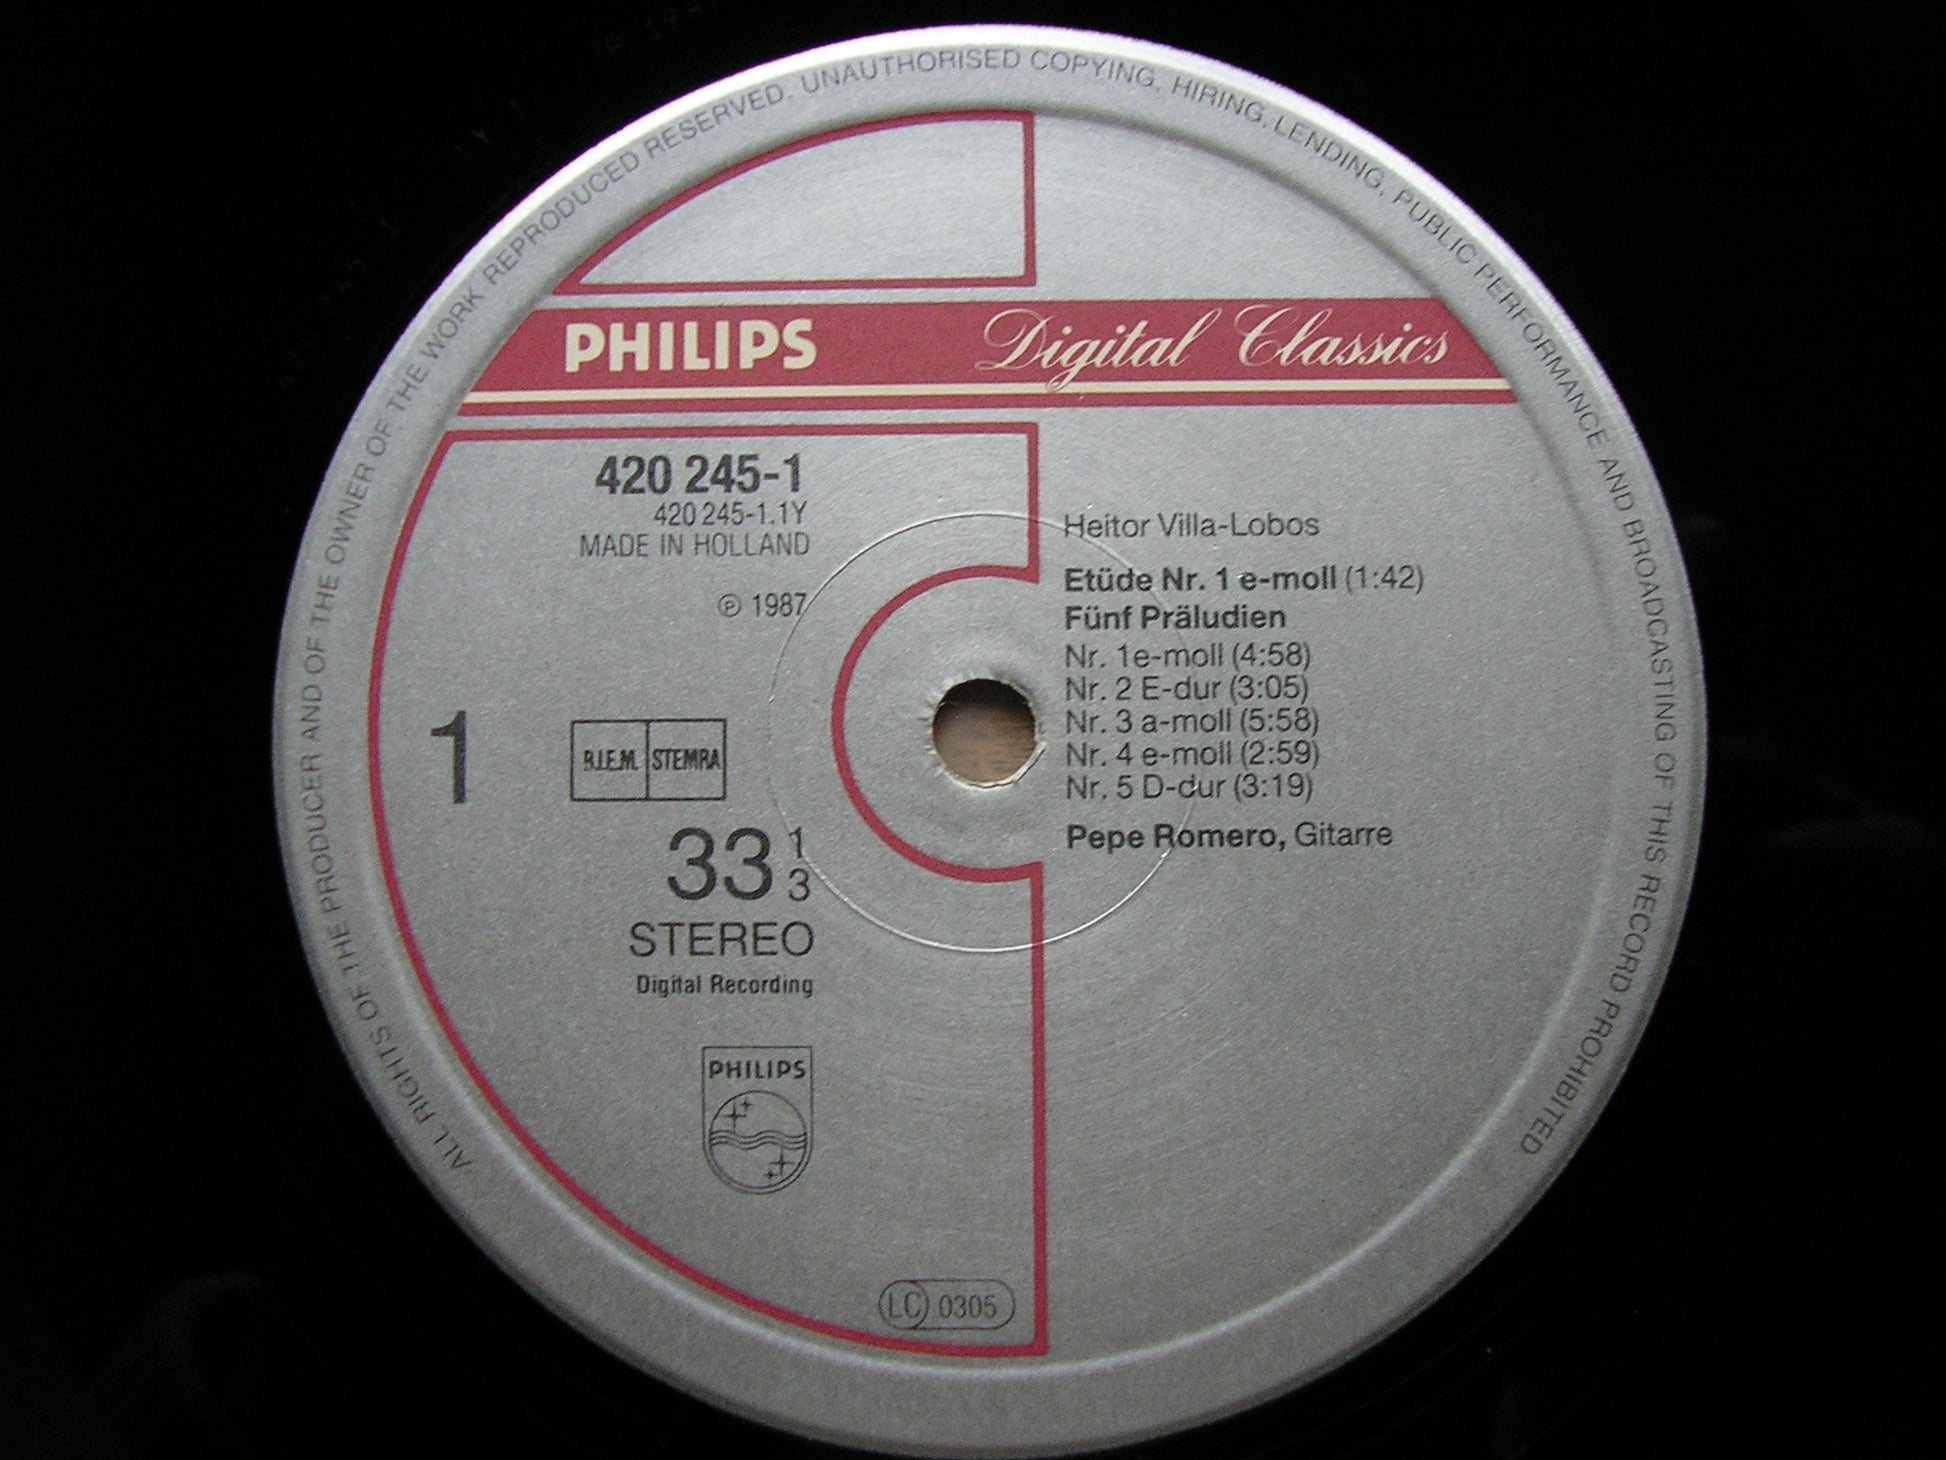 ALL RIGHTS OF THE PRODUCER AND OF THE OWNER OF THE WORK REPRODUCED RESERVED. UNAUTHORISED COPYING, HIRING, LENDING, PUBLIC PERFORMANCE AND BROADCASTING OF THIS RECORD PROHIBITED
PHILIPS Digital Classics
420 245-1
420 245-1.1Y
MADE IN HOLLAND
℗ 1987
1
B.I.E.M. STEMRA
33 1/3
STEREO
Digital Recording
PHILIPS
LC 0305
Heitor Villa-Lobos
Etüde Nr. 1 e-moll (1:42)
Fünf Präludien
Nr. 1 e-moll (4:58)
Nr. 2 E-dur (3:05)
Nr. 3 a-moll (5:58)
Nr. 4 e-moll (2:59)
Nr. 5 D-dur (3:19)
Pepe Romero, Gitarre